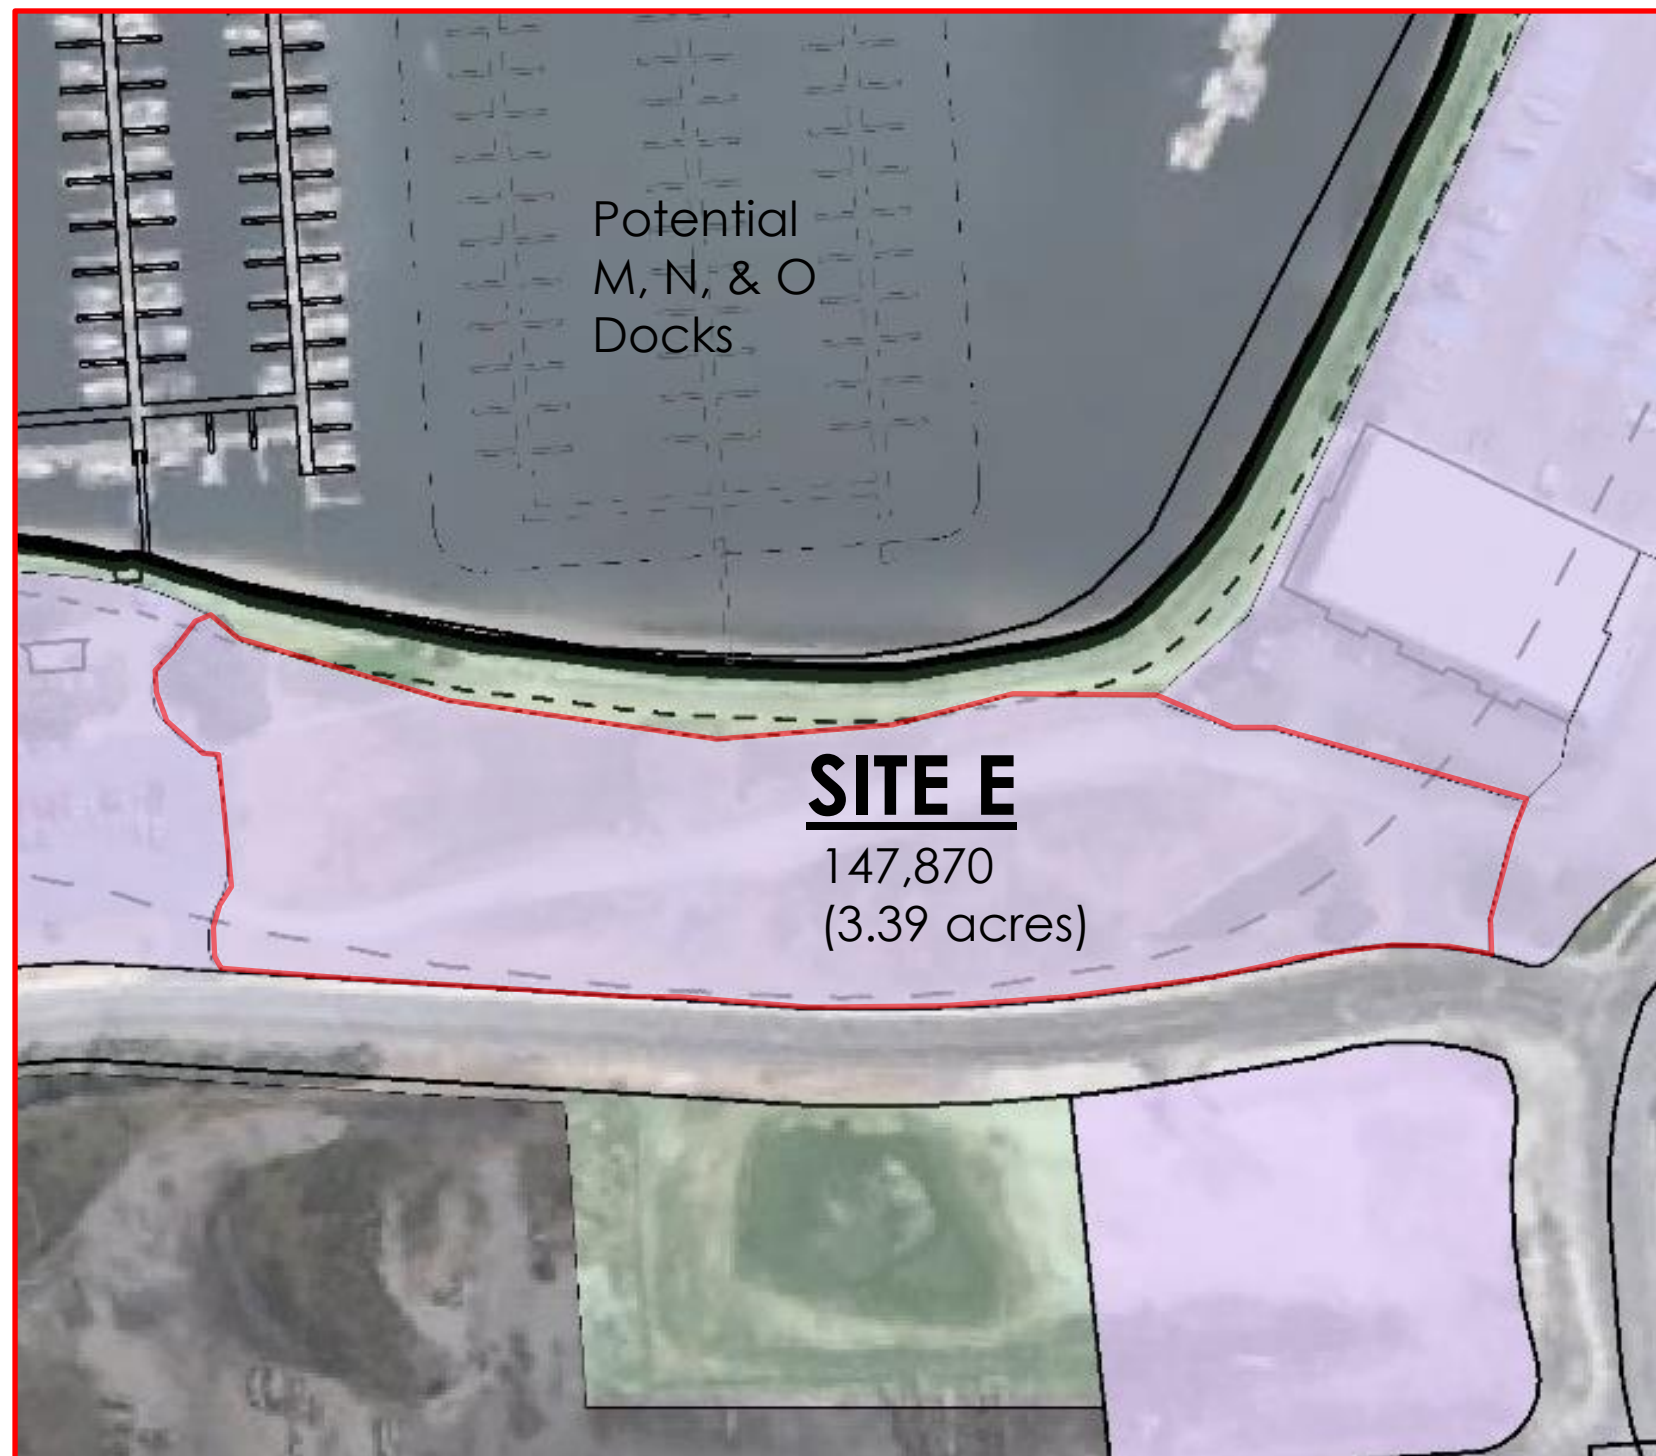 Potential
M, N, & O
Docks
SITE E
147,870
(3.39 acres)